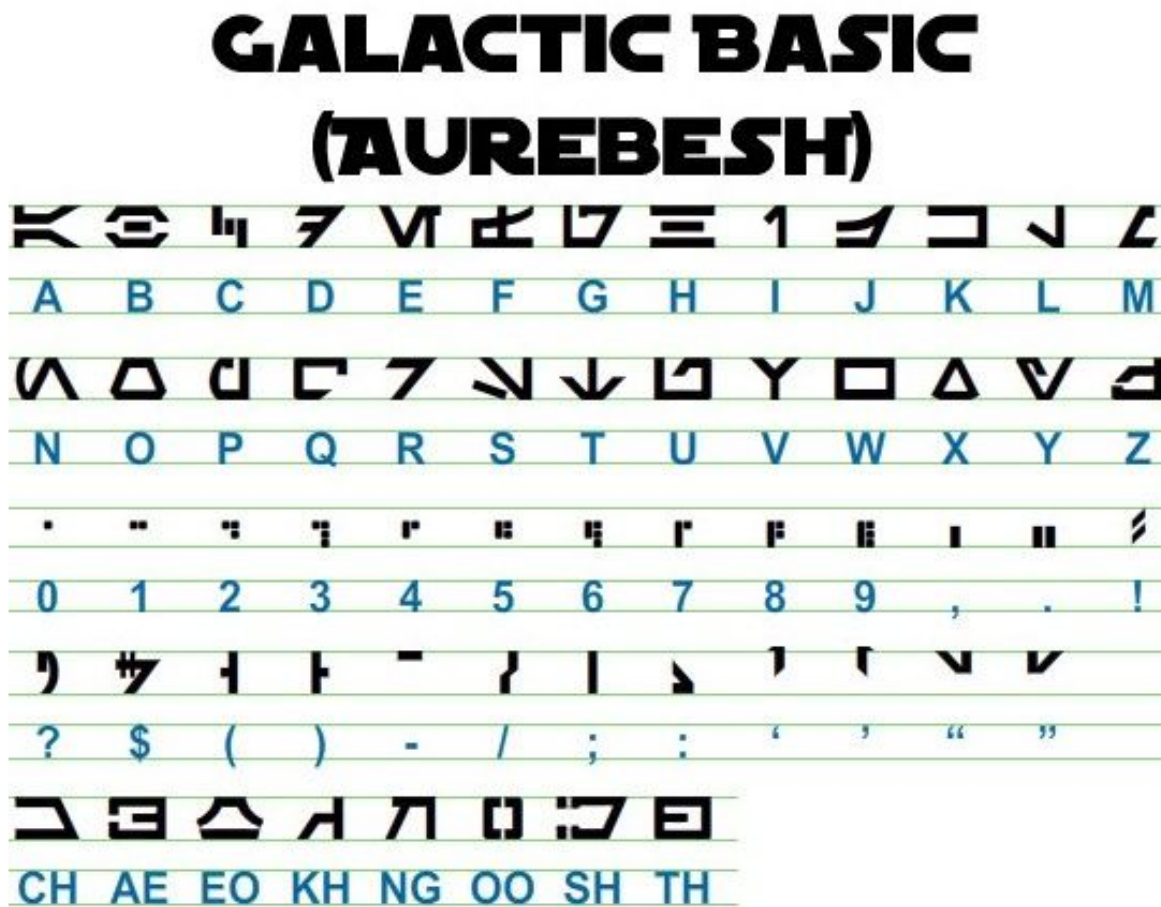 GALACTIC BASIC
(AUREBESH)
A B C D E F G H I J K L M
N O P Q R S T U V W X Y Z
0 1 2 3 4 5 6 7 8 9 , . !
? $ ( ) - / ; : ‘ ’ “ ”
CH AE EO KH NG OO SH TH